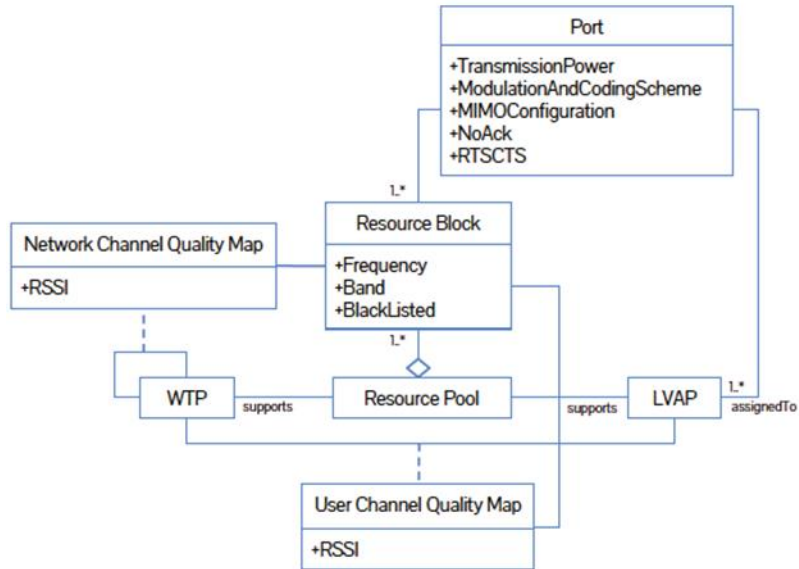 Port
+TransmissionPower
+ModulationAndCodingScheme
+MIMOConfiguration
+NoAck
+RTSCTS
1..*
Resource Block
+Frequency
+Band
+BlackListed
Network Channel Quality Map
+RSSI
1..*
WTP
supports
Resource Pool
supports
LVAP
1..*
assignedTo
User Channel Quality Map
+RSSI